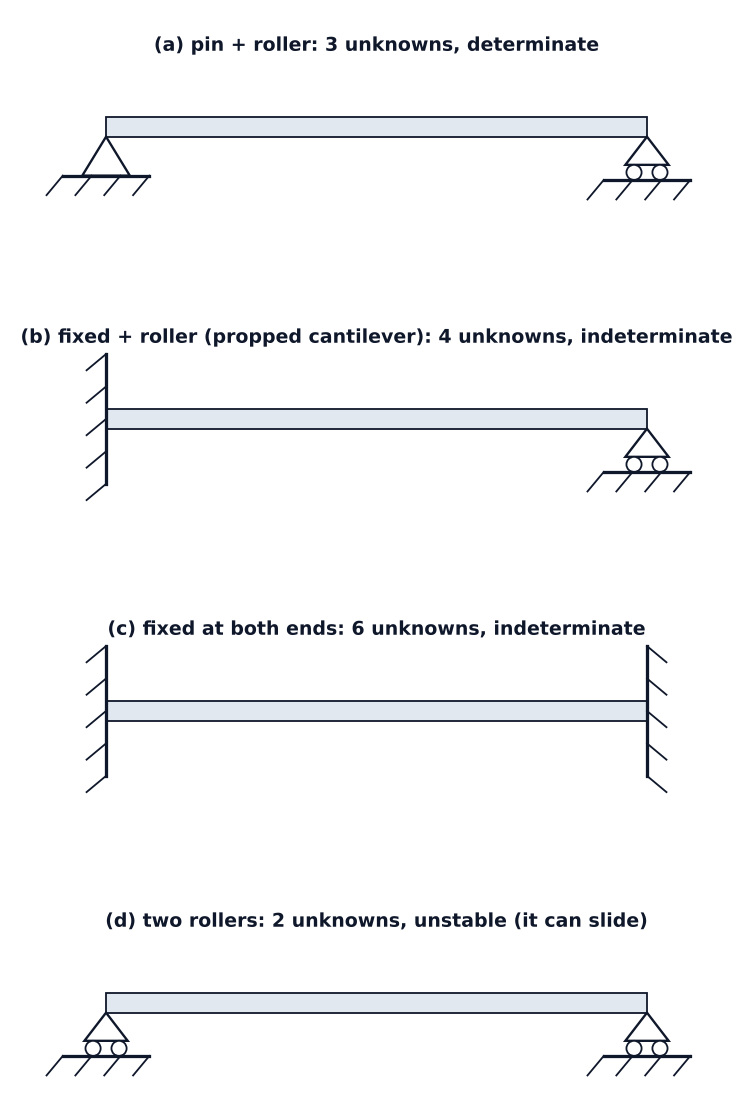 (a) pin + roller: 3 unknowns, determinate
(b) fixed + roller (propped cantilever): 4 unknowns, indeterminate
(c) fixed at both ends: 6 unknowns, indeterminate
(d) two rollers: 2 unknowns, unstable (it can slide)